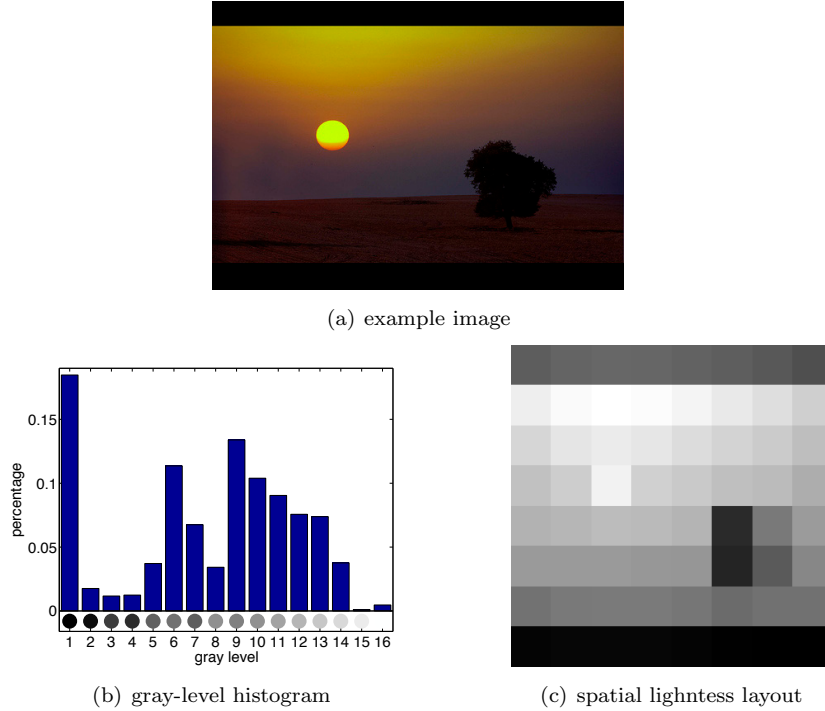 (a) example image
0.15
0.1
0.05
0
percentage
1 2 3 4 5 6 7 8 9 10 11 12 13 14 15 16
gray level
(b) gray-level histogram
(c) spatial lighntess layout